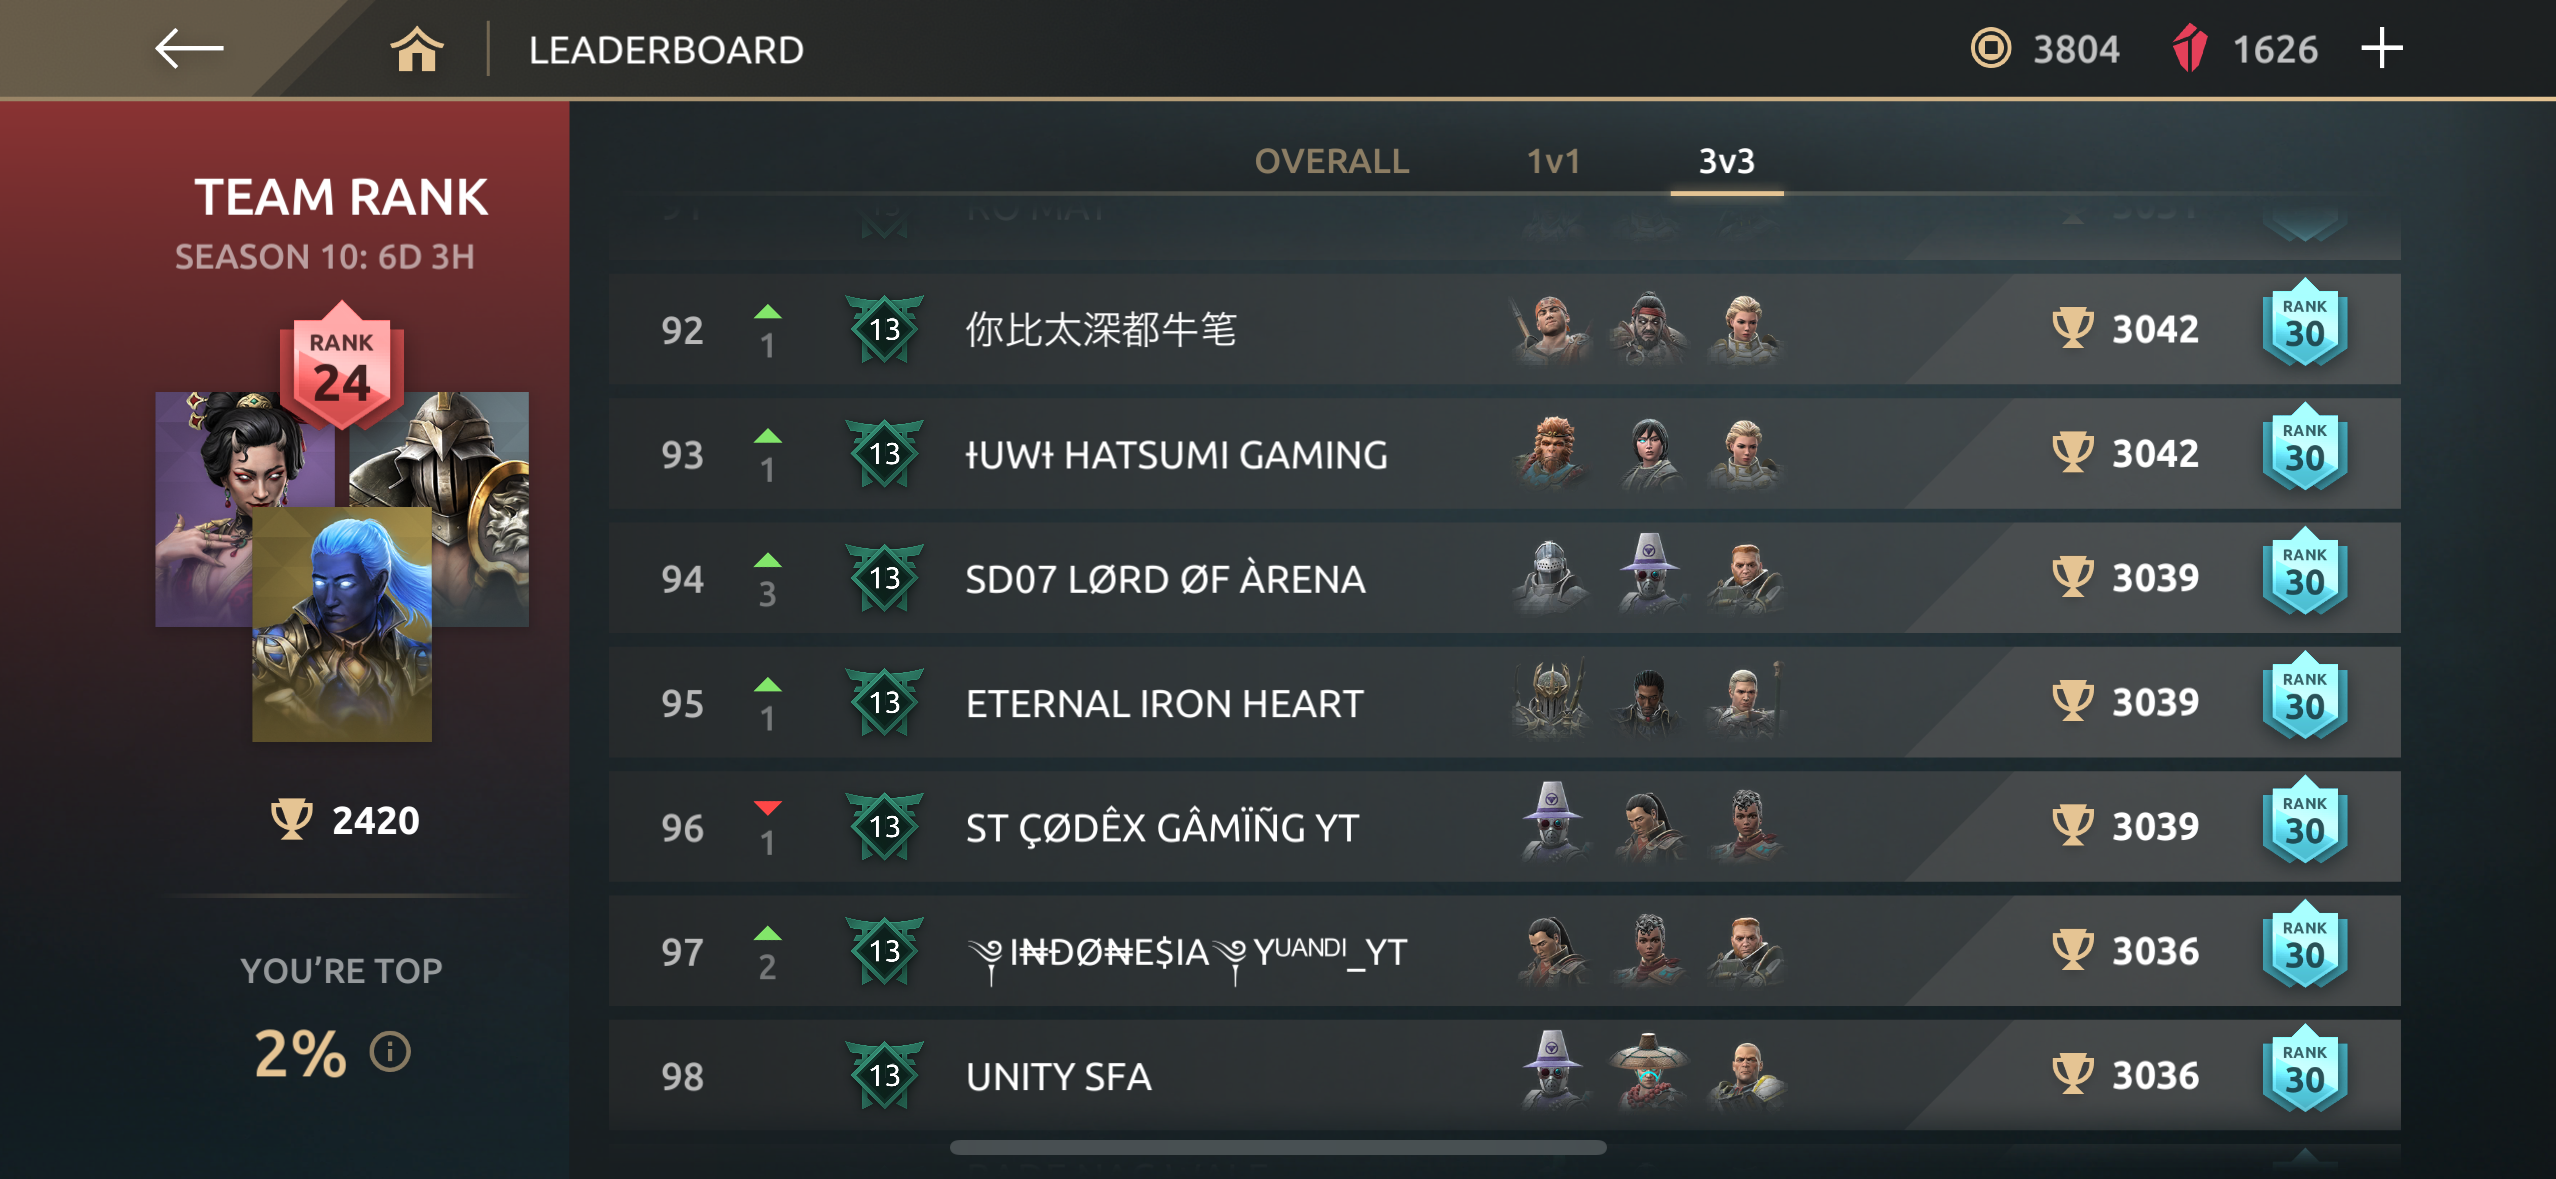 LEADERBOARD
3804
1626
TEAM RANK
SEASON 10: 6D 3H
RANK
24
2420
YOU'RE TOP
2%
OVERALL
1v1
3v3
92
1
13
你比太深都牛笔
3042
RANK
30
93
1
13
ƗUWƗ HATSUMI GAMING
3042
RANK
30
94
3
13
SD07 LØRD ØF ÀRENA
3039
RANK
30
95
1
13
ETERNAL IRON HEART
3039
RANK
30
96
1
13
ST ÇØDÊX GÂMÏÑG YT
3039
RANK
30
97
2
13
༆I₦ĐØ₦E$IA༆Yᵁᴬᴺᴰᴵ_YT
3036
RANK
30
98
13
UNITY SFA
3036
RANK
30